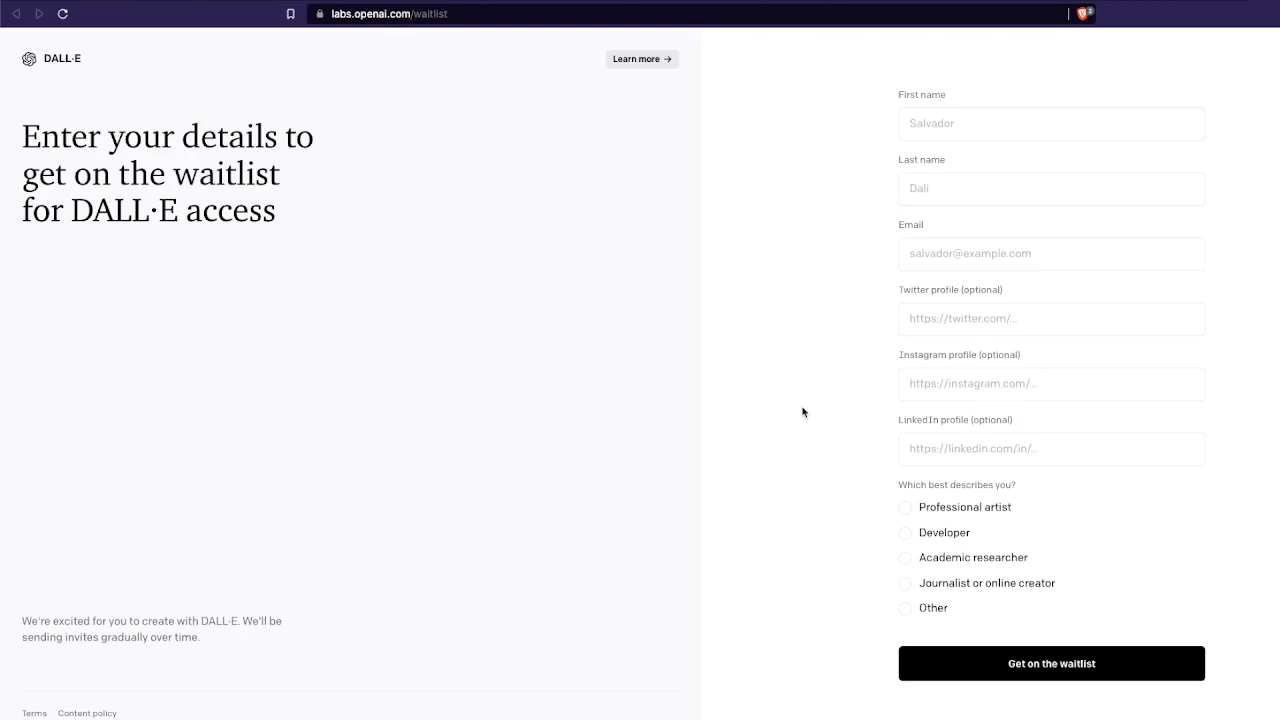 labs.openai.com/waitlist
2
DALL·E
Learn more →
Enter your details to
get on the waitlist
for DALL·E access
We're excited for you to create with DALL·E. We'll be
sending invites gradually over time.
Terms Content policy
First name
Salvador
Last name
Dali
Email
salvador@example.com
Twitter profile (optional)
https://twitter.com/...
Instagram profile (optional)
https://instagram.com/...
LinkedIn profile (optional)
https://linkedin.com/in/...
Which best describes you?
Professional artist
Developer
Academic researcher
Journalist or online creator
Other
Get on the waitlist